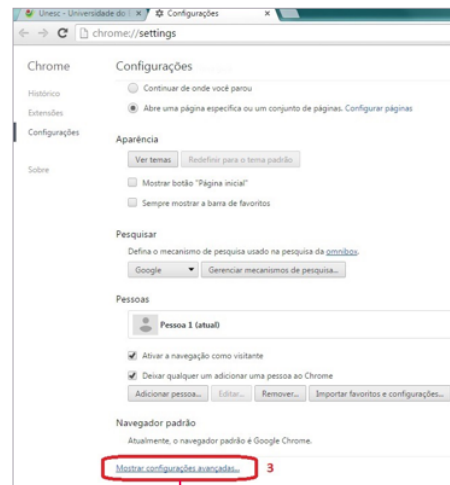 Unesc - Universidade do
Configurações
chrome://settings
Chrome
Configurações
Histórico
Extensões
Configurações
Sobre
Continuar de onde você parou
Abre uma página específica ou um conjunto de páginas. Configurar páginas
Aparência
Ver temas Redefinir para o tema padrão
Mostrar botão "Página inicial"
Sempre mostrar a barra de favoritos
Pesquisar
Defina o mecanismo de pesquisa usado na pesquisa da omnibox.
Google Gerenciar mecanismos de pesquisa...
Pessoas
Pessoa 1 (atual)
Ativar a navegação como visitante
Deixar qualquer um adicionar uma pessoa ao Chrome
Adicionar pessoa... Editar... Remover... Importar favoritos e configurações...
Navegador padrão
Atualmente, o navegador padrão é Google Chrome.
Mostrar configurações avançadas... 3